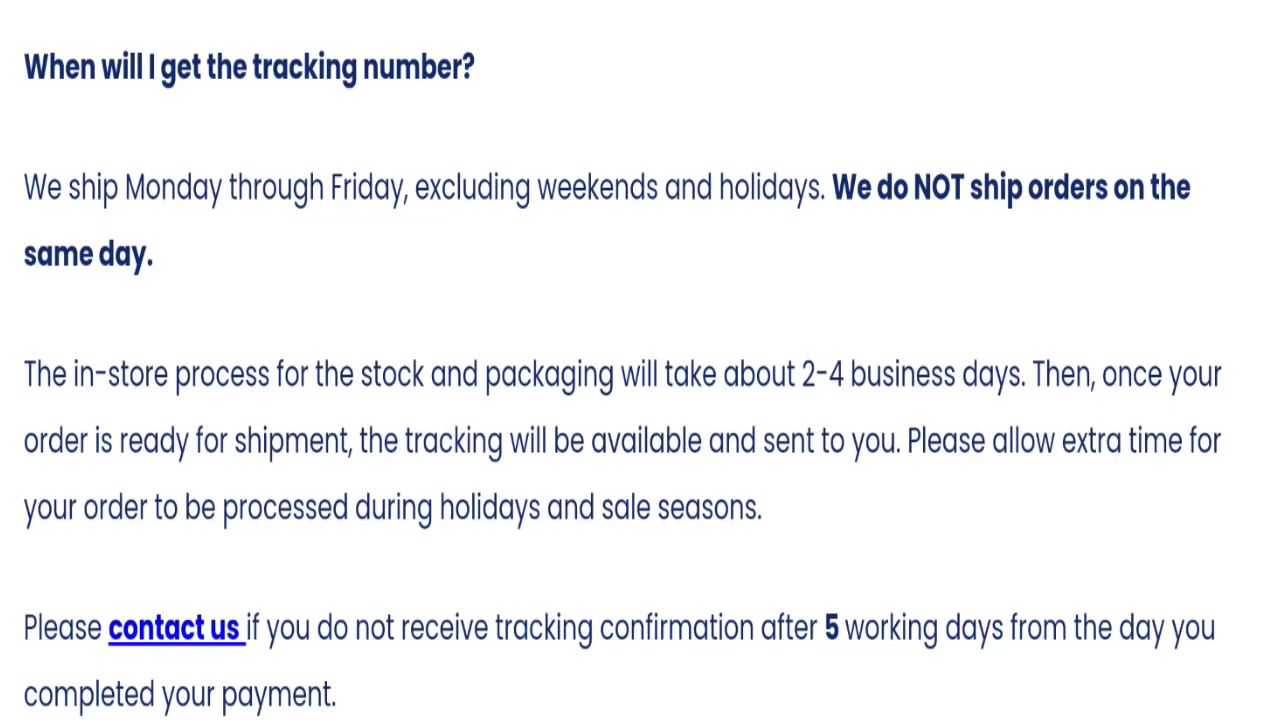 When will I get the tracking number?
We ship Monday through Friday, excluding weekends and holidays. We do NOT ship orders on the
same day.
The in-store process for the stock and packaging will take about 2-4 business days. Then, once your
order is ready for shipment, the tracking will be available and sent to you. Please allow extra time for
your order to be processed during holidays and sale seasons.
Please contact us if you do not receive tracking confirmation after 5 working days from the day you
completed your payment.